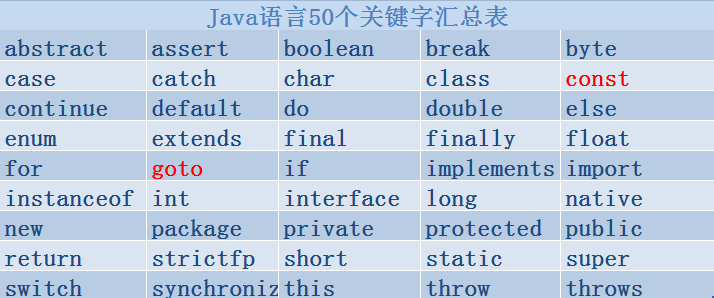 Java语言50个关键字汇总表
abstract assert boolean break byte
case catch char class const
continue default do double else
enum extends final finally float
for goto if implements import
instanceof int interface long native
new package private protected public
return strictfp short static super
switch synchroniz this throw throws